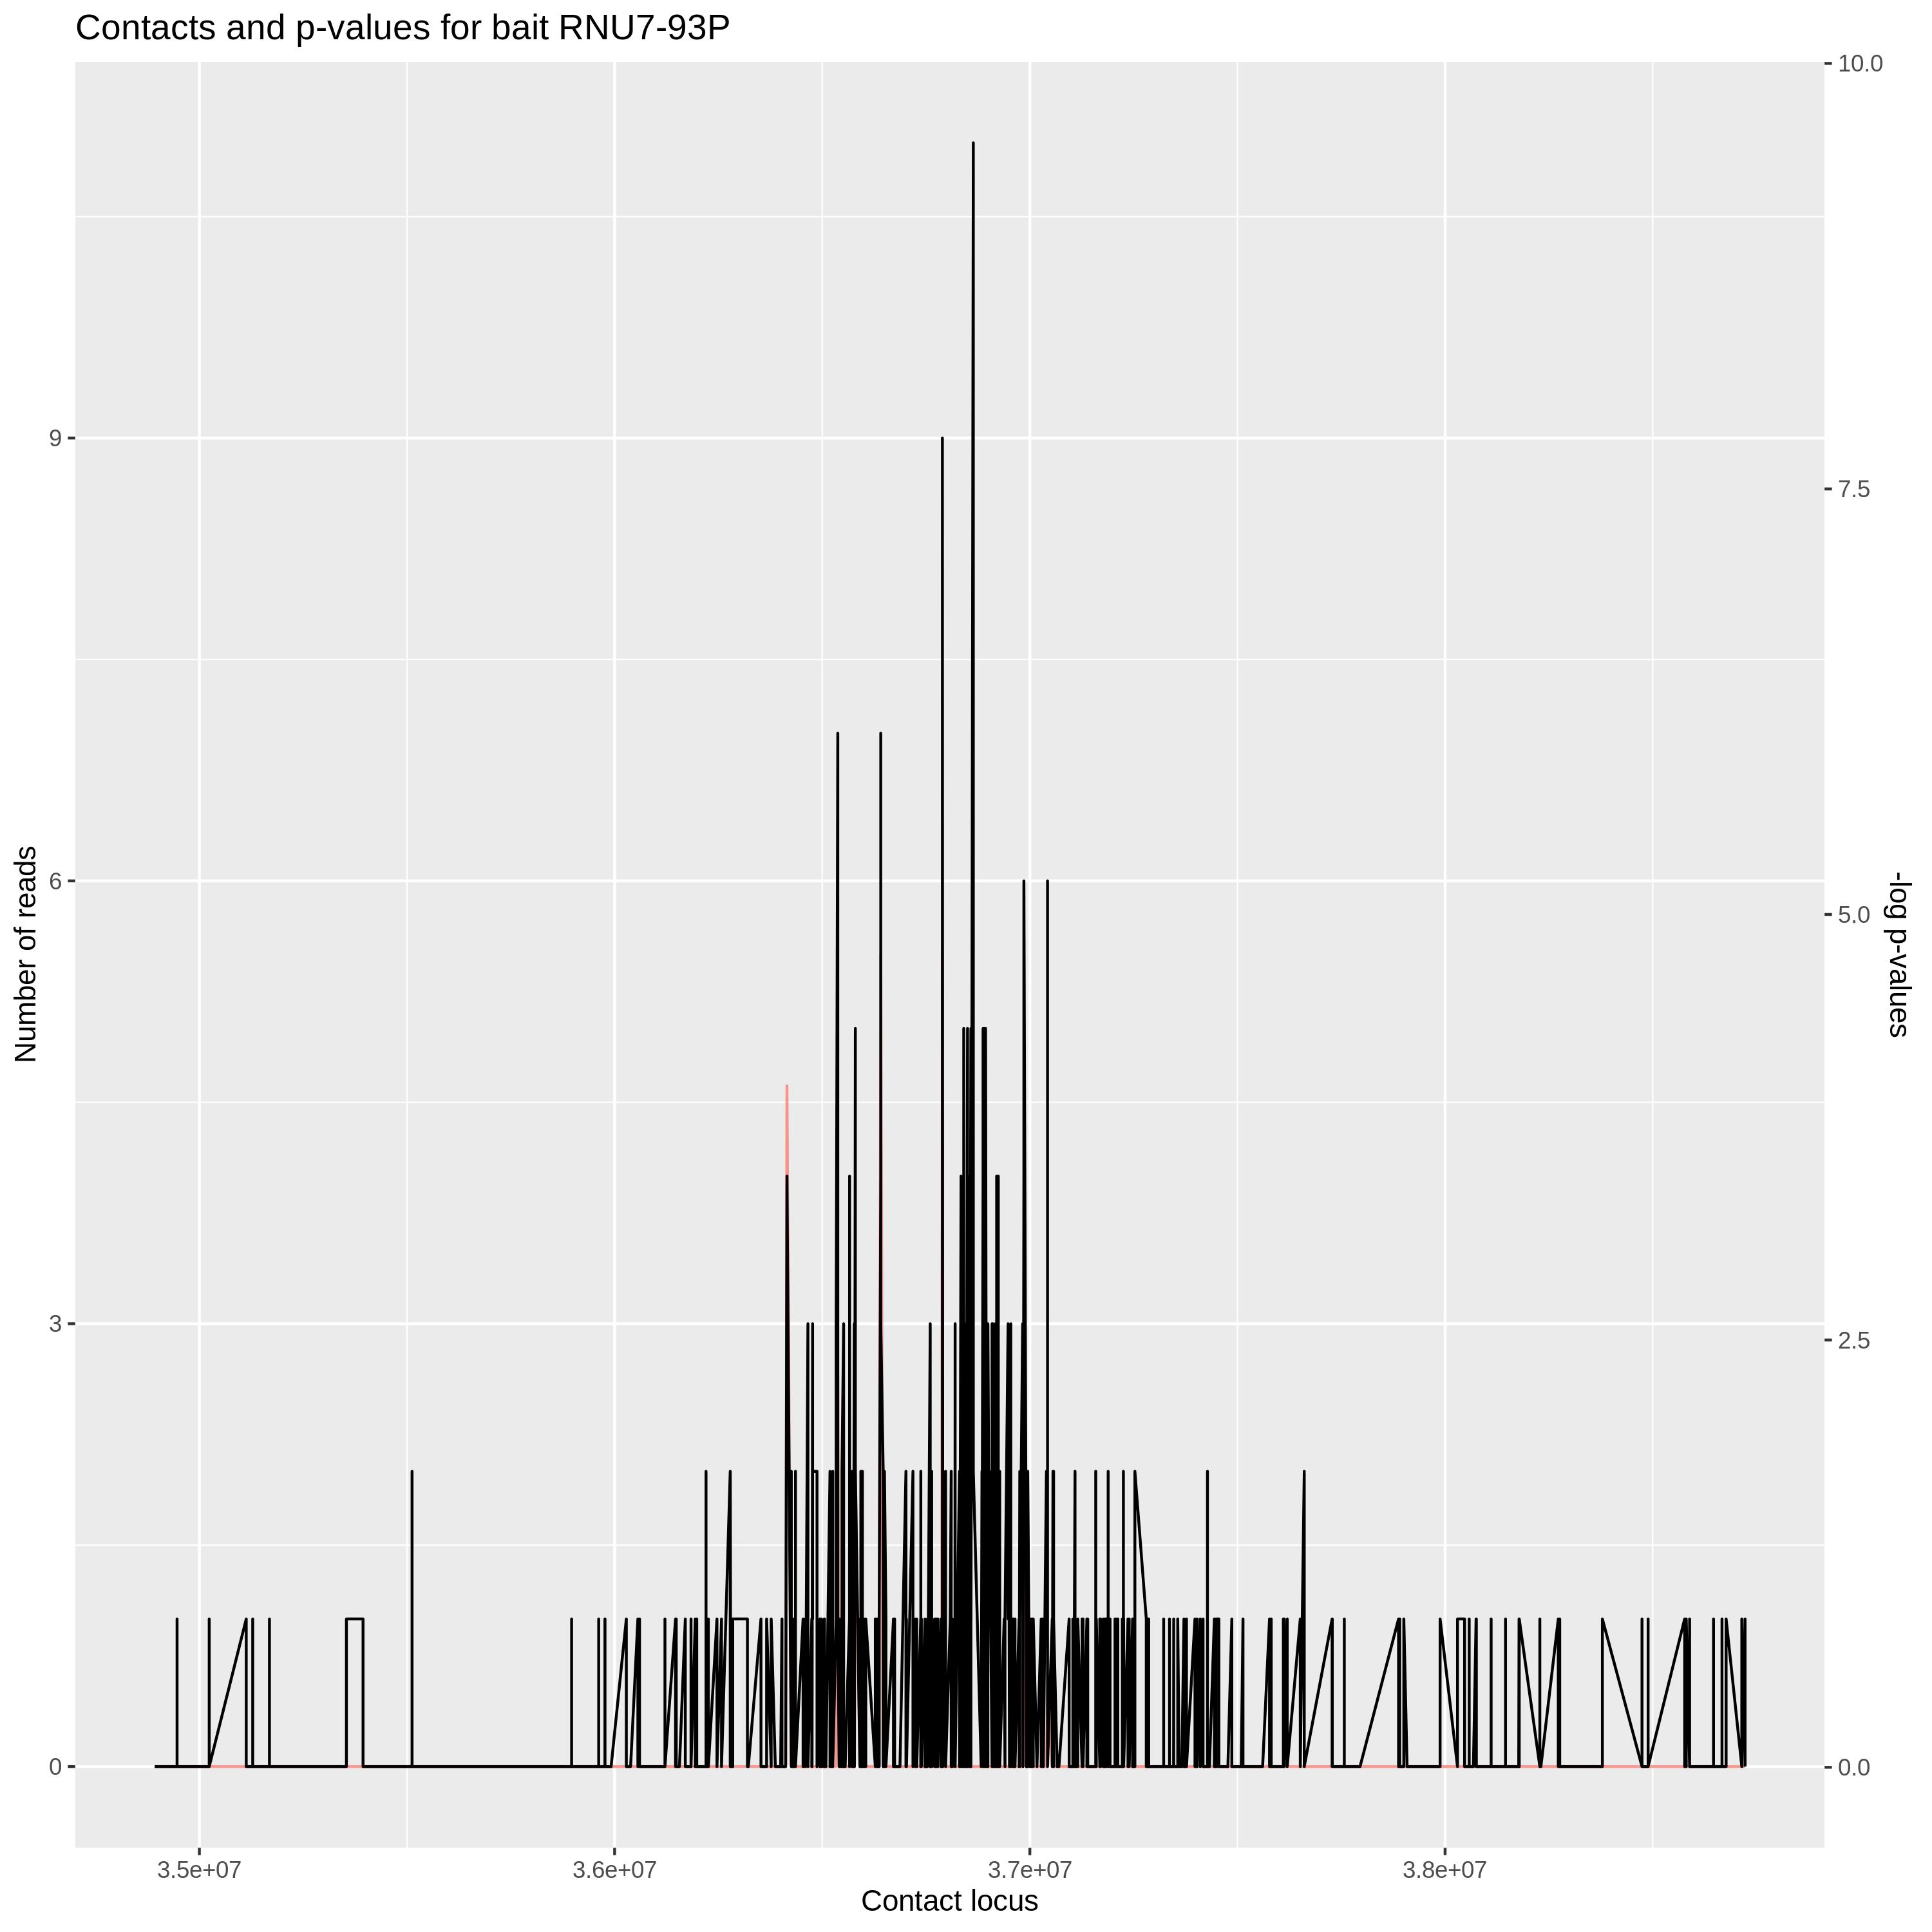 Contacts and p-values for bait RNU7-93P
10.0
9
7.5
6
5.0
Number of reads
-log p-values
3
2.5
0
0.0
3.5e+07
3.6e+07
3.7e+07
3.8e+07
Contact locus